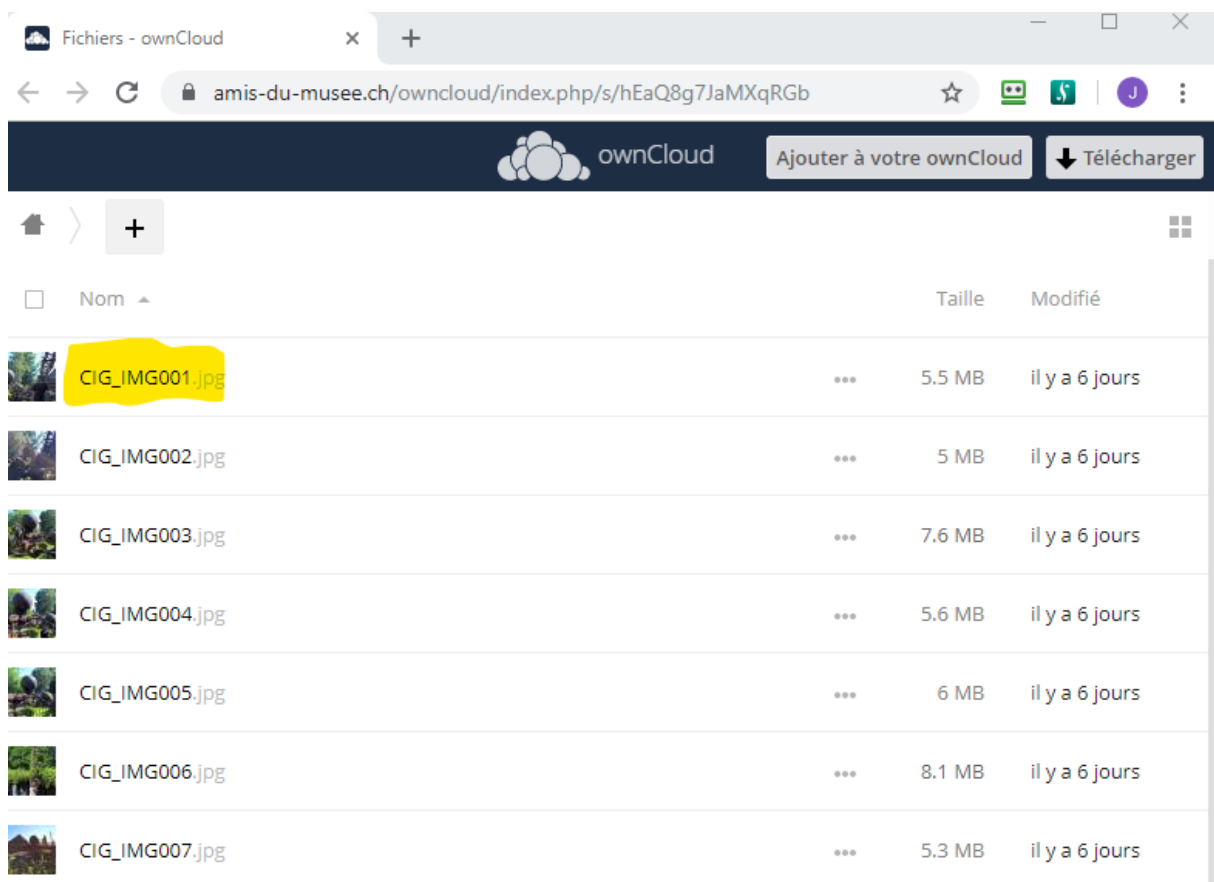 Fichiers - ownCloud
amis-du-musee.ch/owncloud/index.php/s/hEaQ8g7JaMXqRGb
J
ownCloud Ajouter à votre ownCloud Télécharger
+
Nom Taille Modifié
CIG_IMG001.jpg ••• 5.5 MB il y a 6 jours
CIG_IMG002.jpg ••• 5 MB il y a 6 jours
CIG_IMG003.jpg ••• 7.6 MB il y a 6 jours
CIG_IMG004.jpg ••• 5.6 MB il y a 6 jours
CIG_IMG005.jpg ••• 6 MB il y a 6 jours
CIG_IMG006.jpg ••• 8.1 MB il y a 6 jours
CIG_IMG007.jpg ••• 5.3 MB il y a 6 jours